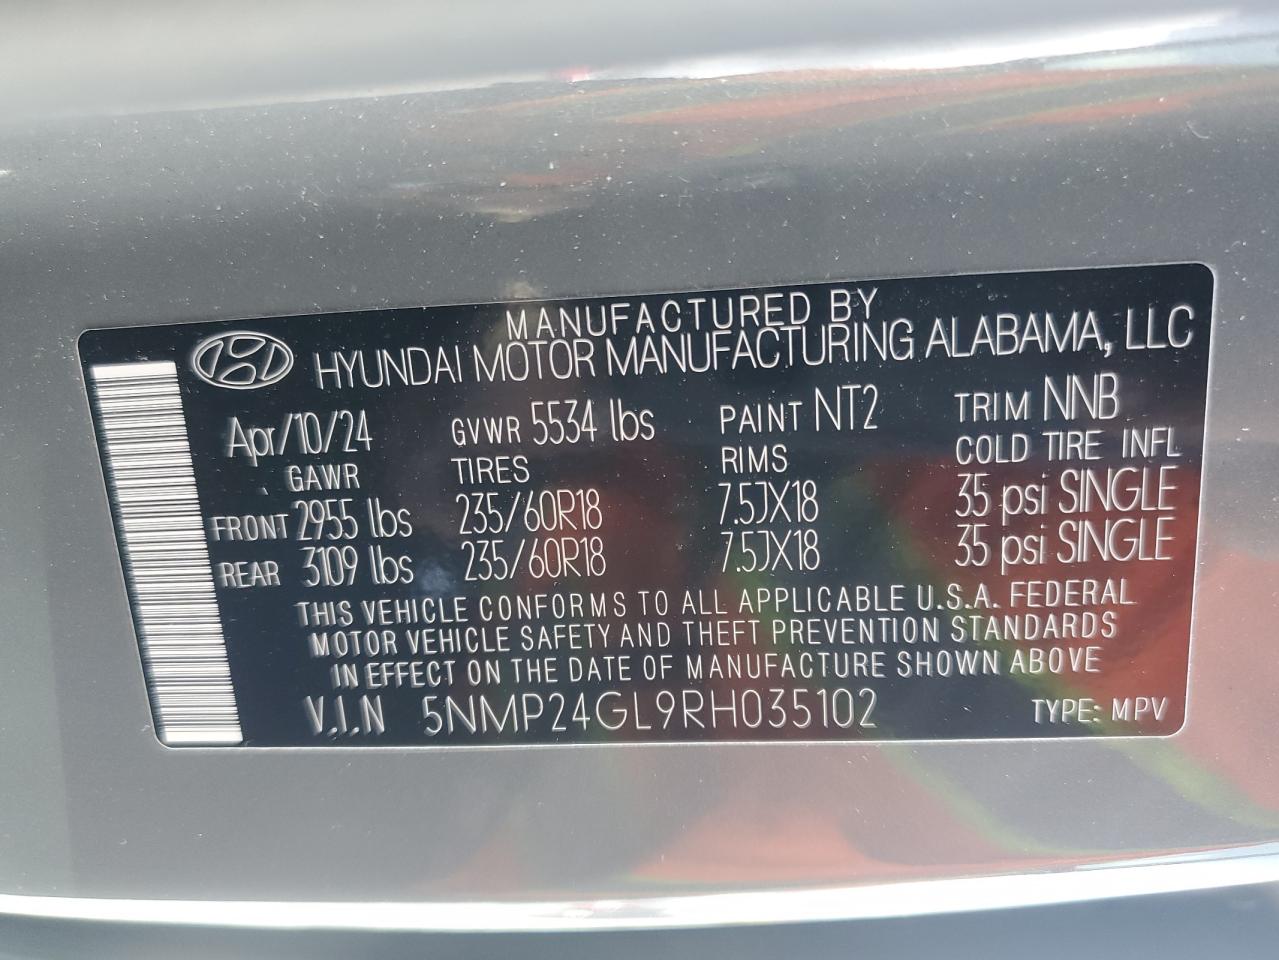 MANUFACTURED BY
HYUNDAI MOTOR MANUFACTURING ALABAMA, LLC
Apr/10/24 GVWR 5534 lbs PAINT NT2 TRIM NNB
GAWR TIRES RIMS COLD TIRE INFL
FRONT 2955 lbs 235/60R18 7.5JX18 35 psi SINGLE
REAR 3109 lbs 235/60R18 7.5JX18 35 psi SINGLE
THIS VEHICLE CONFORMS TO ALL APPLICABLE U.S.A. FEDERAL
MOTOR VEHICLE SAFETY AND THEFT PREVENTION STANDARDS
IN EFFECT ON THE DATE OF MANUFACTURE SHOWN ABOVE
V.I.N 5NMP24GL9RH035102 TYPE: MPV